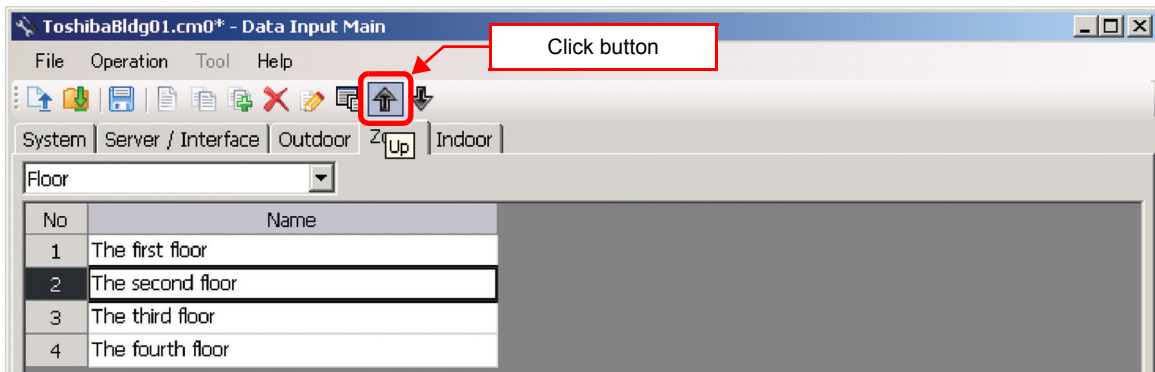 ToshibaBldg01.cm0* - Data Input Main
Click button
File Operation Tool Help
System Server / Interface Outdoor Up Indoor
Floor
No Name
1 The first floor
2 The second floor
3 The third floor
4 The fourth floor